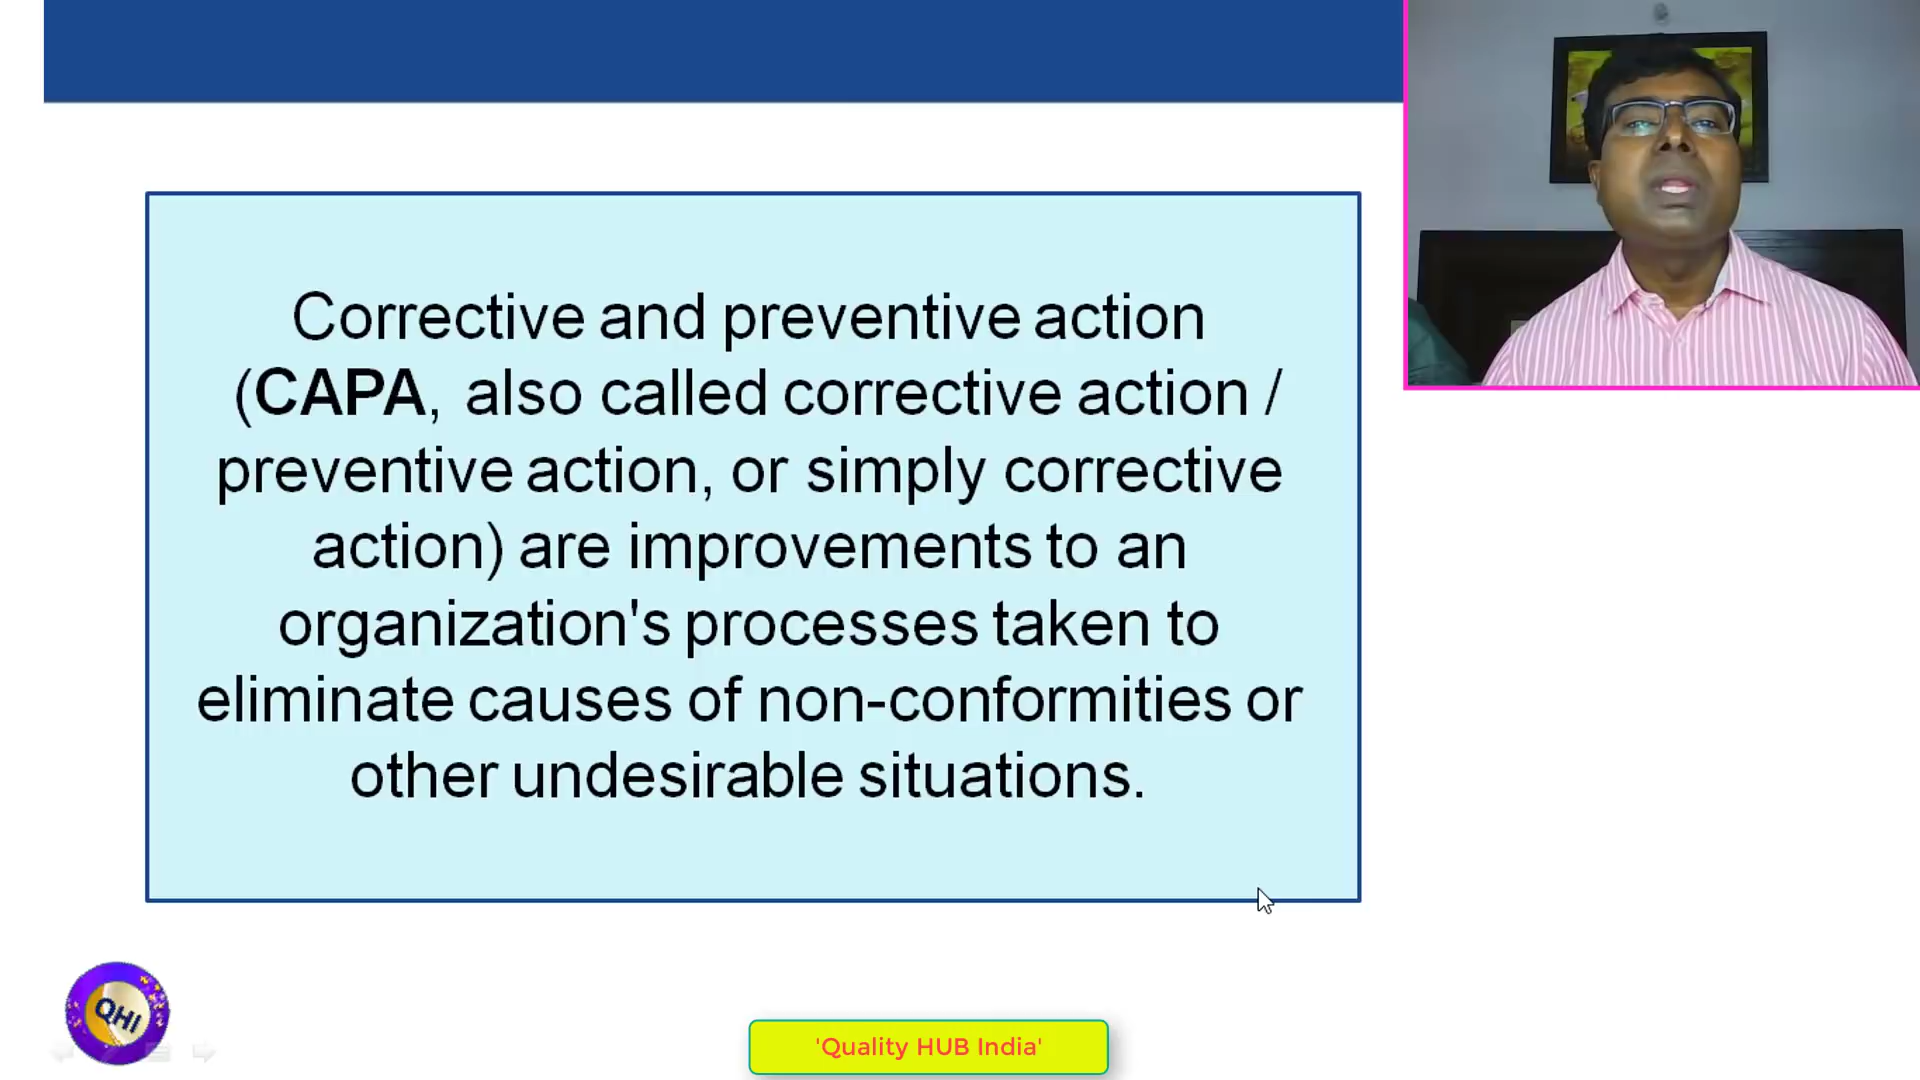 Corrective and preventive action
(CAPA, also called corrective action /
preventive action, or simply corrective
action) are improvements to an
organization's processes taken to
eliminate causes of non-conformities or
other undesirable situations.
QHI
'Quality HUB India'